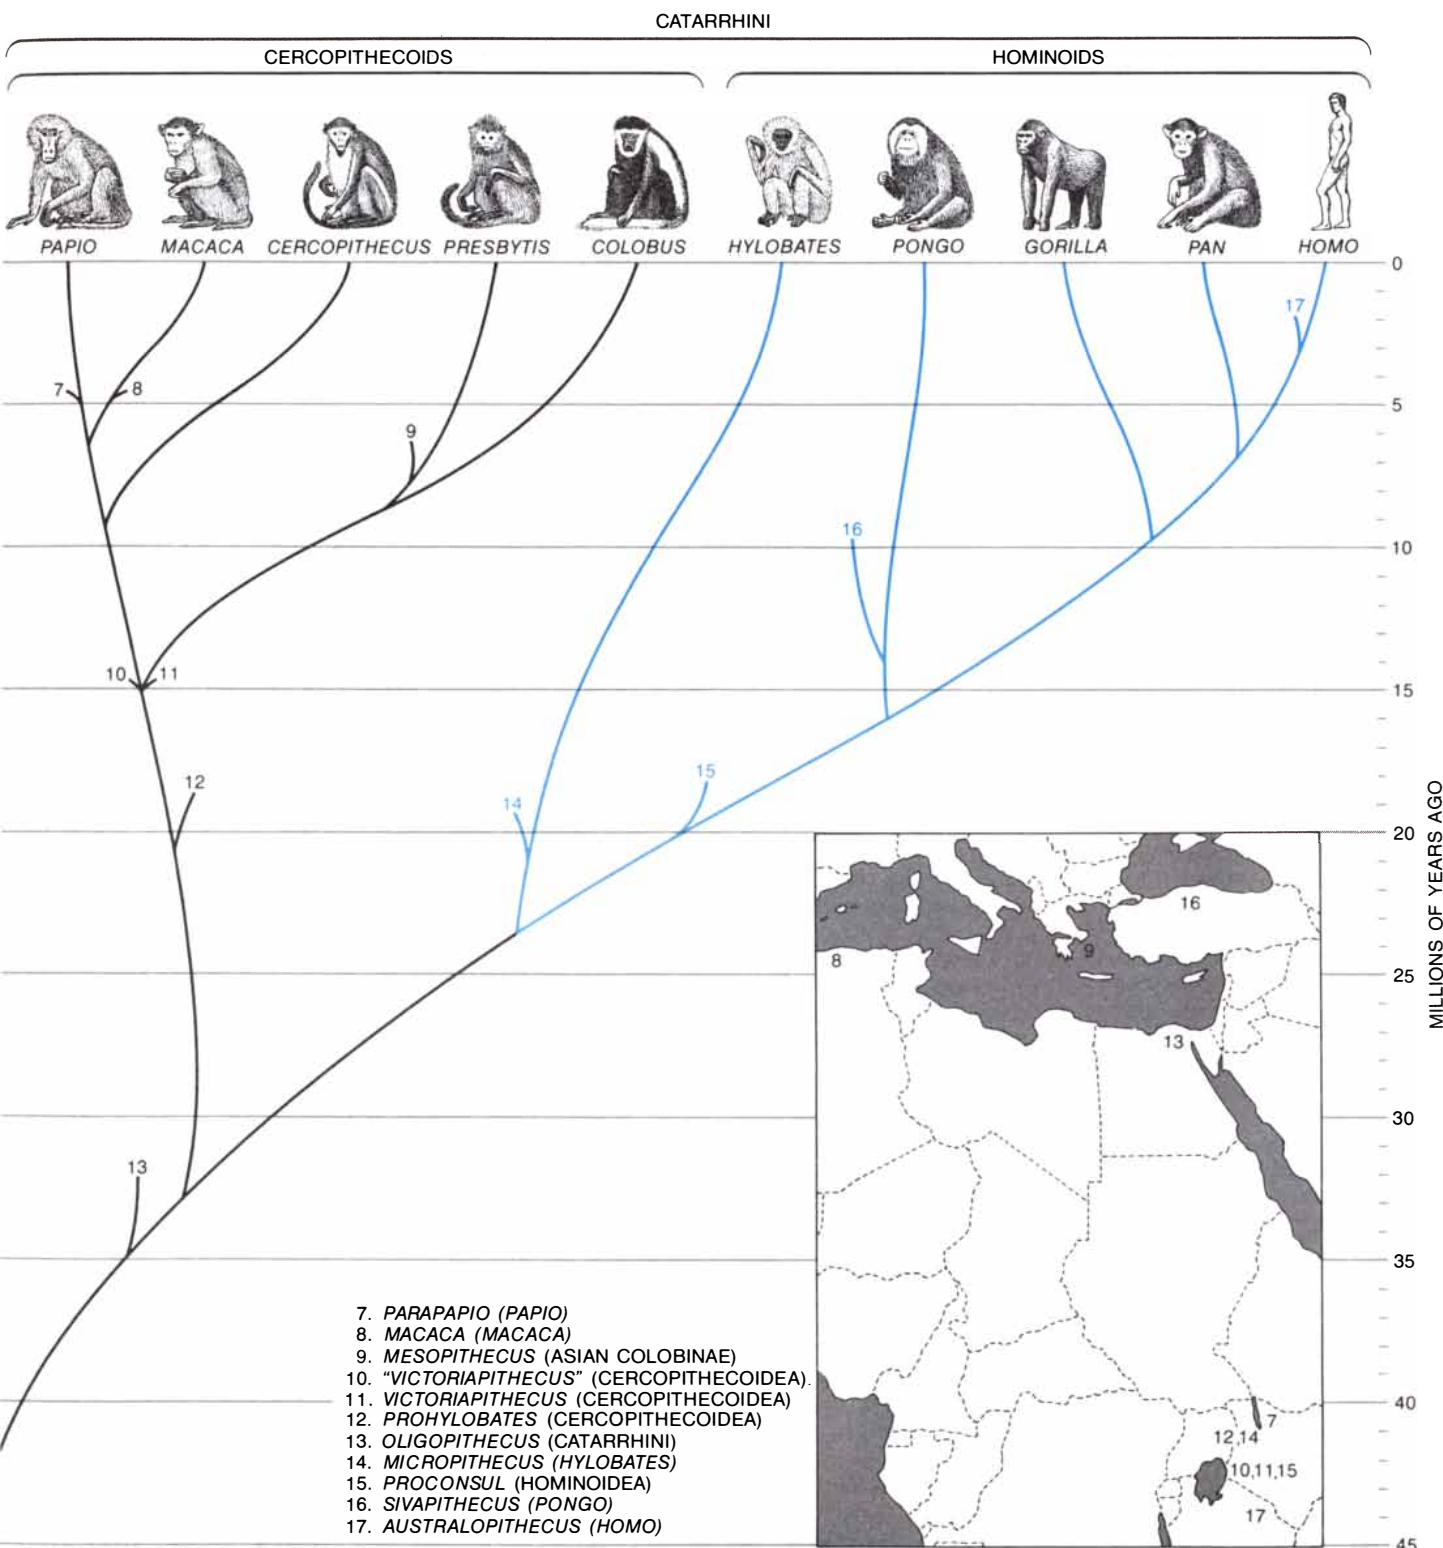 CATARRHINI
CERCOPITHECOIDS HOMINOIDS
PAPIO MACACA CERCOPITHECUS PRESBYTIS COLOBUS HYLOBATES PONGO GORILLA PAN HOMO
0
17
7 8
5
9
16
10
10 11
15
12
15
14
20
MILLIONS OF YEARS AGO
16
8
9
25
13
30
13
35
7. PARAPAPIO (PAPIO)
8. MACACA (MACACA)
9. MESOPITHECUS (ASIAN COLOBINAE)
10. "VICTORIAPITHECUS" (CERCOPITHECOIDEA).
11. VICTORIAPITHECUS (CERCOPITHECOIDEA)
12. PROHYLOBATES (CERCOPITHECOIDEA)
13. OLIGOPITHECUS (CATARRHINI)
14. MICROPITHECUS (HYLOBATES)
15. PROCONSUL (HOMINOIDEA)
16. SIVAPITHECUS (PONGO)
17. AUSTRALOPITHECUS (HOMO)
40
7
12,14
10,11,15
17
45